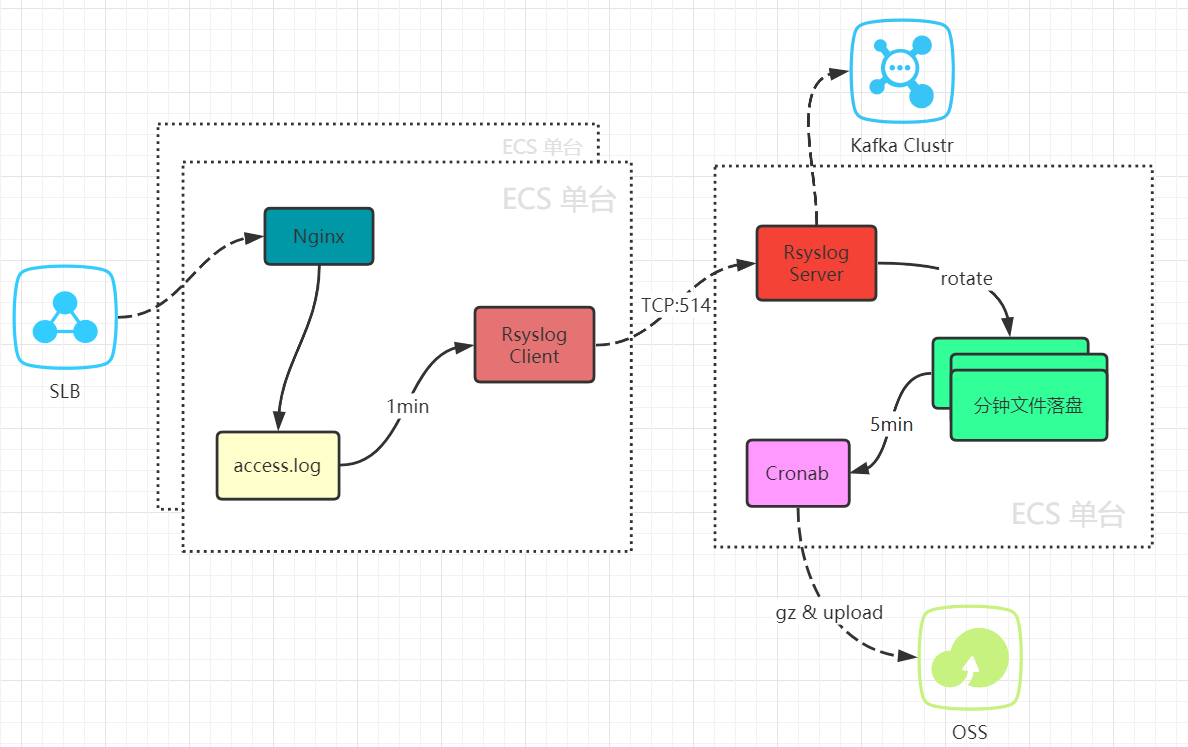 Kafka Clustr
ECS 单台
ECS 单台
Nginx
Rsyslog
Server
rotate
TCP:514
Rsyslog
Client
SLB
1min
分钟文件落盘
5min
access.log
Cronab
ECS 单台
gz & upload
OSS